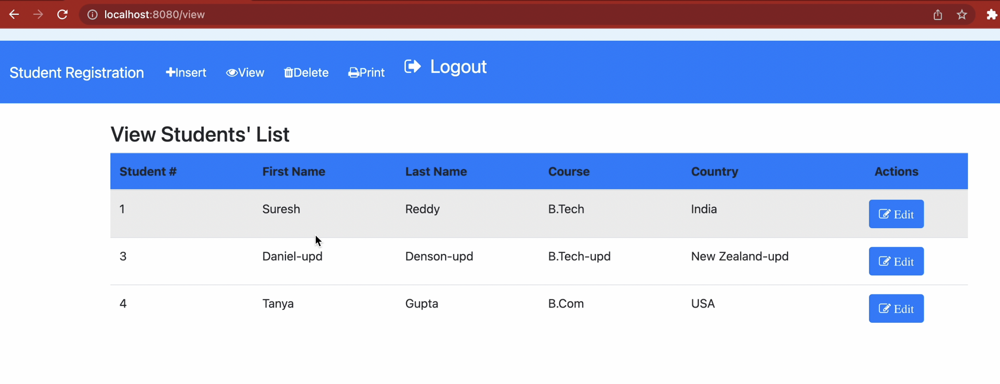 localhost:8080/view
Student Registration Insert View Delete Print Logout
View Students' List
Student # First Name Last Name Course Country Actions
1 Suresh Reddy B.Tech India Edit
3 Daniel-upd Denson-upd B.Tech-upd New Zealand-upd Edit
4 Tanya Gupta B.Com USA Edit